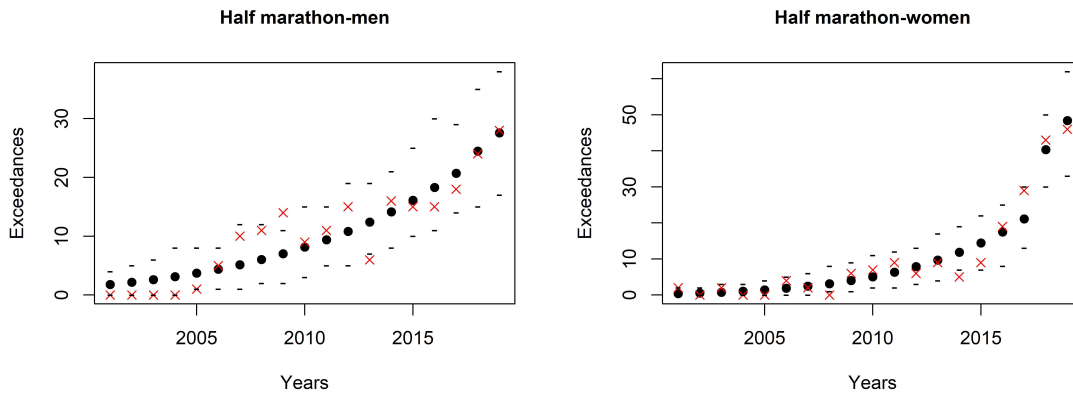 Half marathon-men
Exceedances
30
20
10
0
2005 2010 2015
Years
Half marathon-women
Exceedances
50
30
10
0
2005 2010 2015
Years